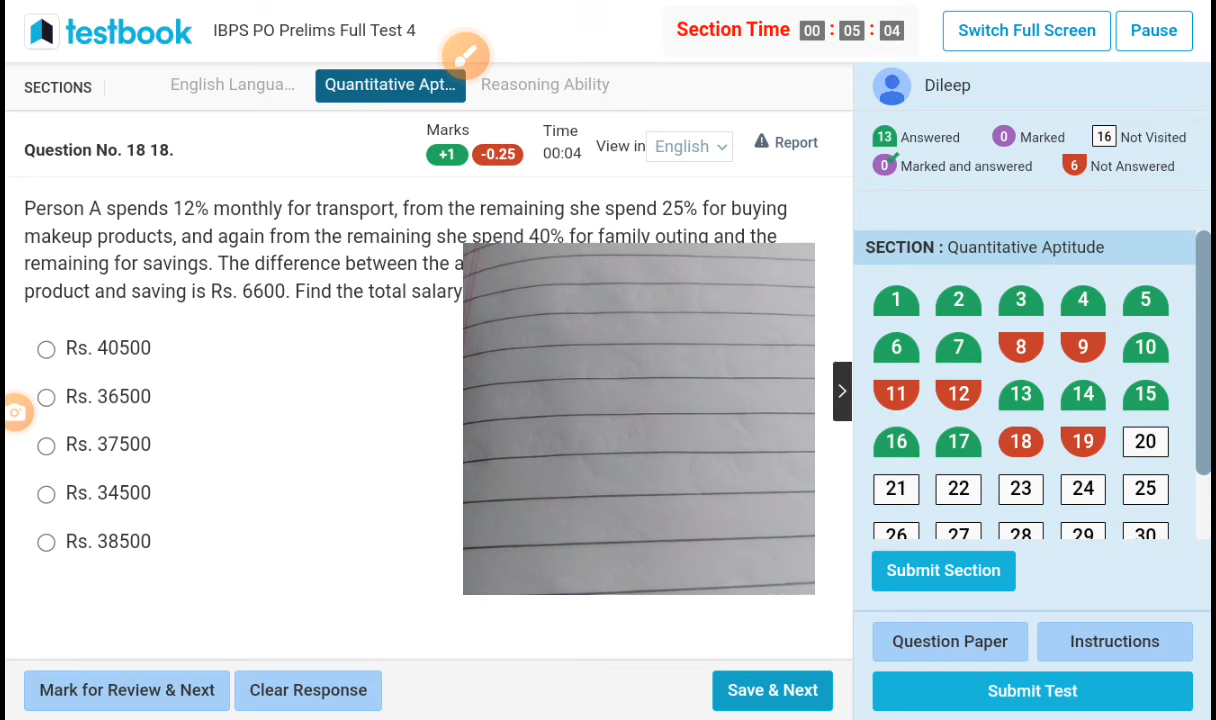 testbook
IBPS PO Prelims Full Test 4
Section Time 00 : 05 : 04
Switch Full Screen
Pause
SECTIONS
English Langua...
Quantitative Apt...
Reasoning Ability
Dileep
Question No. 18 18.
Marks
+1 -0.25
Time
00:04
View in English
Report
13 Answered
0 Marked
16 Not Visited
0 Marked and answered
6 Not Answered
Person A spends 12% monthly for transport, from the remaining she spend 25% for buying
makeup products, and again from the remaining she spend 40% for family outing and the
remaining for savings. The difference between the a
product and saving is Rs. 6600. Find the total salary
Rs. 40500
Rs. 36500
Rs. 37500
Rs. 34500
Rs. 38500
SECTION : Quantitative Aptitude
1 2 3 4 5
6 7 8 9 10
11 12 13 14 15
16 17 18 19 20
21 22 23 24 25
26 27 28 29 30
Submit Section
Question Paper
Instructions
Mark for Review & Next
Clear Response
Save & Next
Submit Test